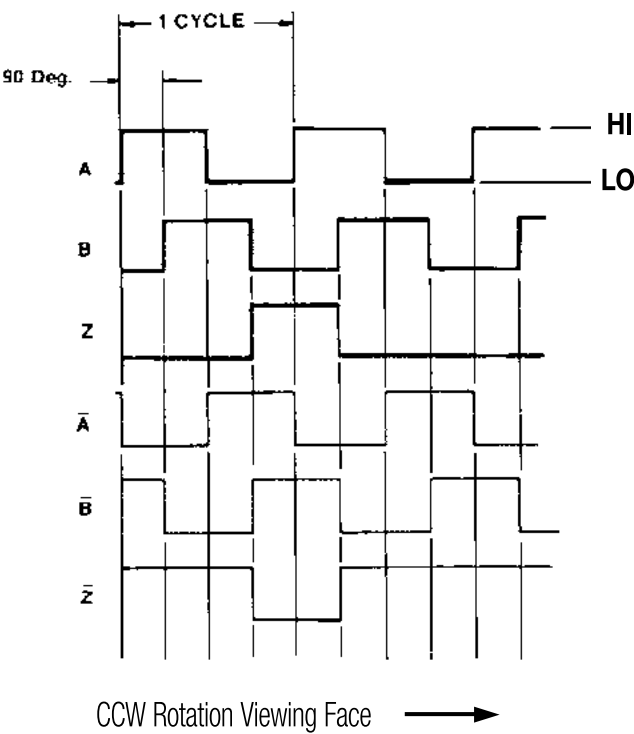 1 CYCLE
90 Deg.
HI
A
LO
B
Z
A̅
B̅
Z̅
CCW Rotation Viewing Face